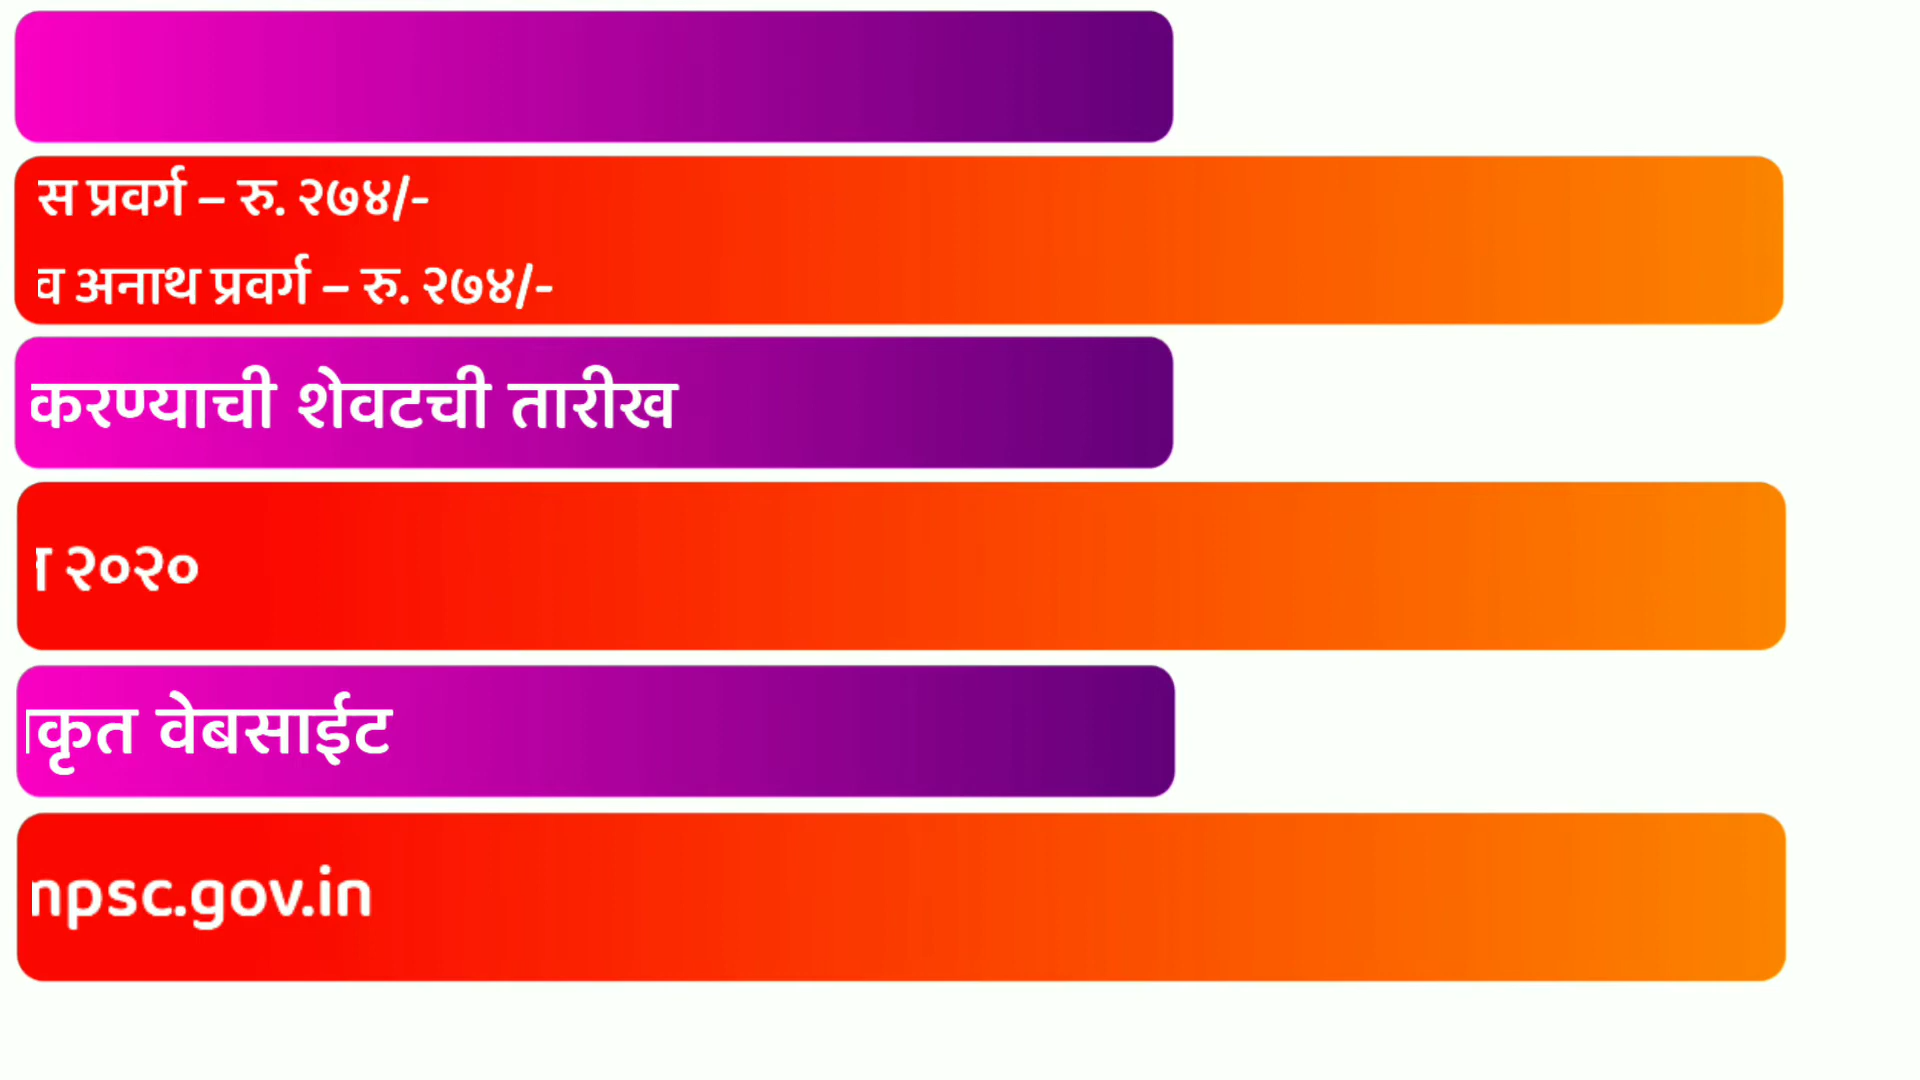 स प्रवर्ग – रु. २७४/-
व अनाथ प्रवर्ग – रु. २७४/-
करण्याची शेवटची तारीख
२०२०
वेबसाईट
npsc.gov.in